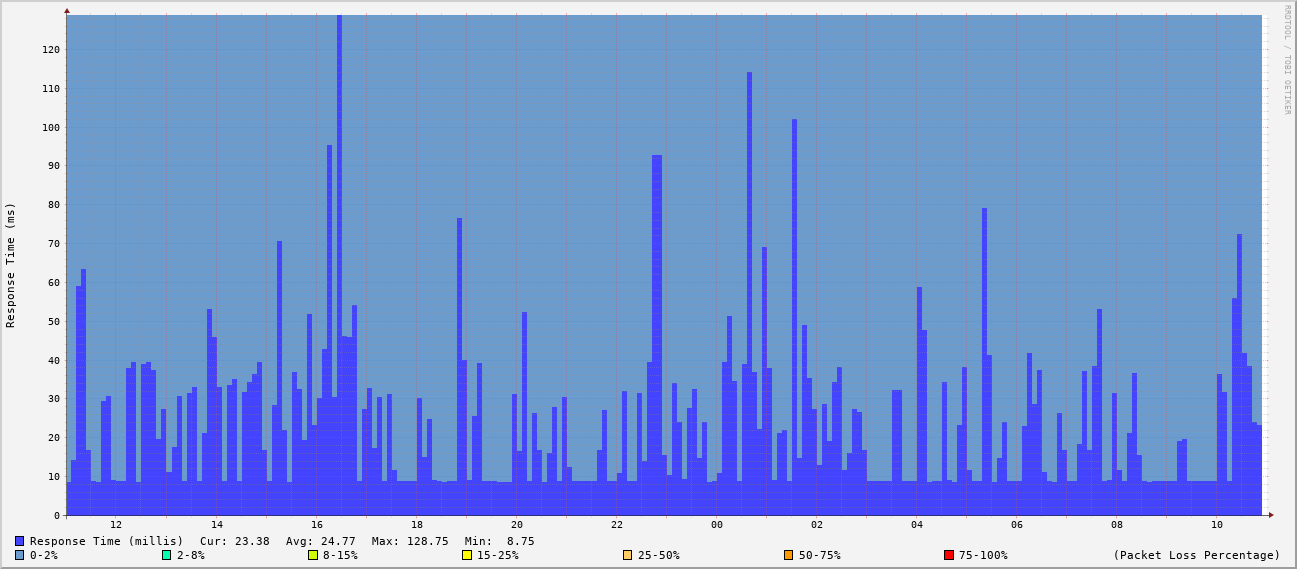 RRDTOOL / TOBI OETIKER
Response Time (ms)
120
110
100
90
80
70
60
50
40
30
20
10
0
12 14 16 18 20 22 00 02 04 06 08 10
Response Time (millis) Cur: 23.38 Avg: 24.77 Max: 128.75 Min: 8.75
0-2% 2-8% 8-15% 15-25% 25-50% 50-75% 75-100% (Packet Loss Percentage)